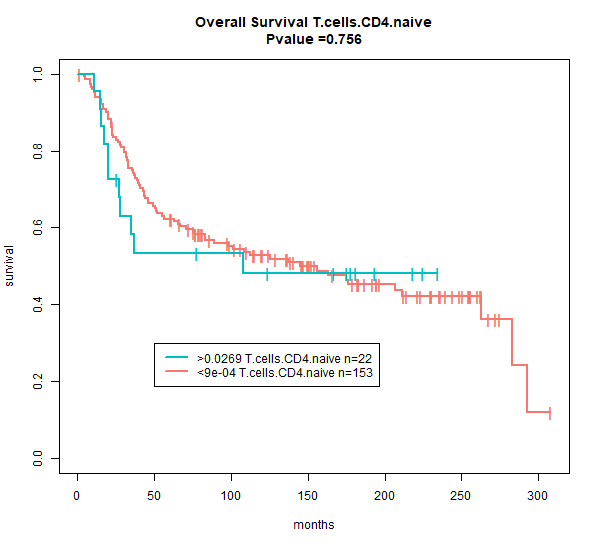 Overall Survival T.cells.CD4.naive
Pvalue =0.756
survival
1.0
0.8
0.6
0.4
0.2
0.0
>0.0269 T.cells.CD4.naive n=22
<9e-04 T.cells.CD4.naive n=153
0 50 100 150 200 250 300
months